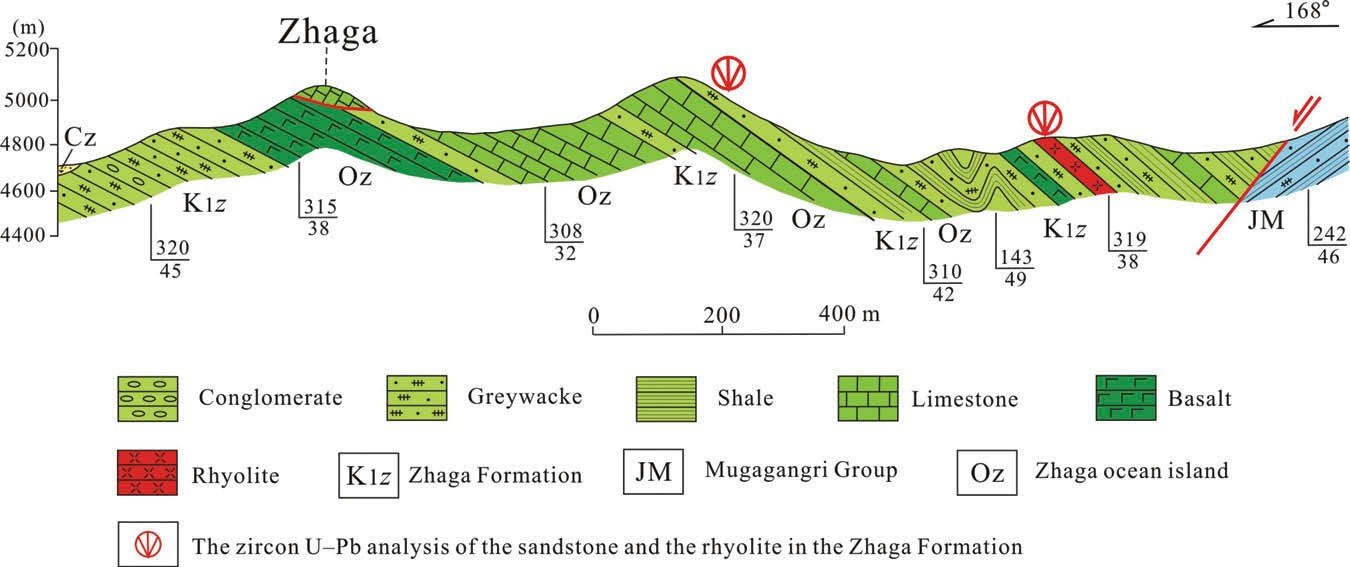 (m)
Zhaga
168°
5200
5000
4800
4600
4400
Cz
K1z
Oz
Oz
K1z
Oz
K1z
Oz
K1z
JM
320
45
315
38
308
32
320
37
310
42
143
49
319
38
242
46
0 200 400 m
Conglomerate Greywacke Shale Limestone Basalt
Rhyolite K1z Zhaga Formation JM Mugagangri Group Oz Zhaga ocean island
The zircon U–Pb analysis of the sandstone and the rhyolite in the Zhaga Formation